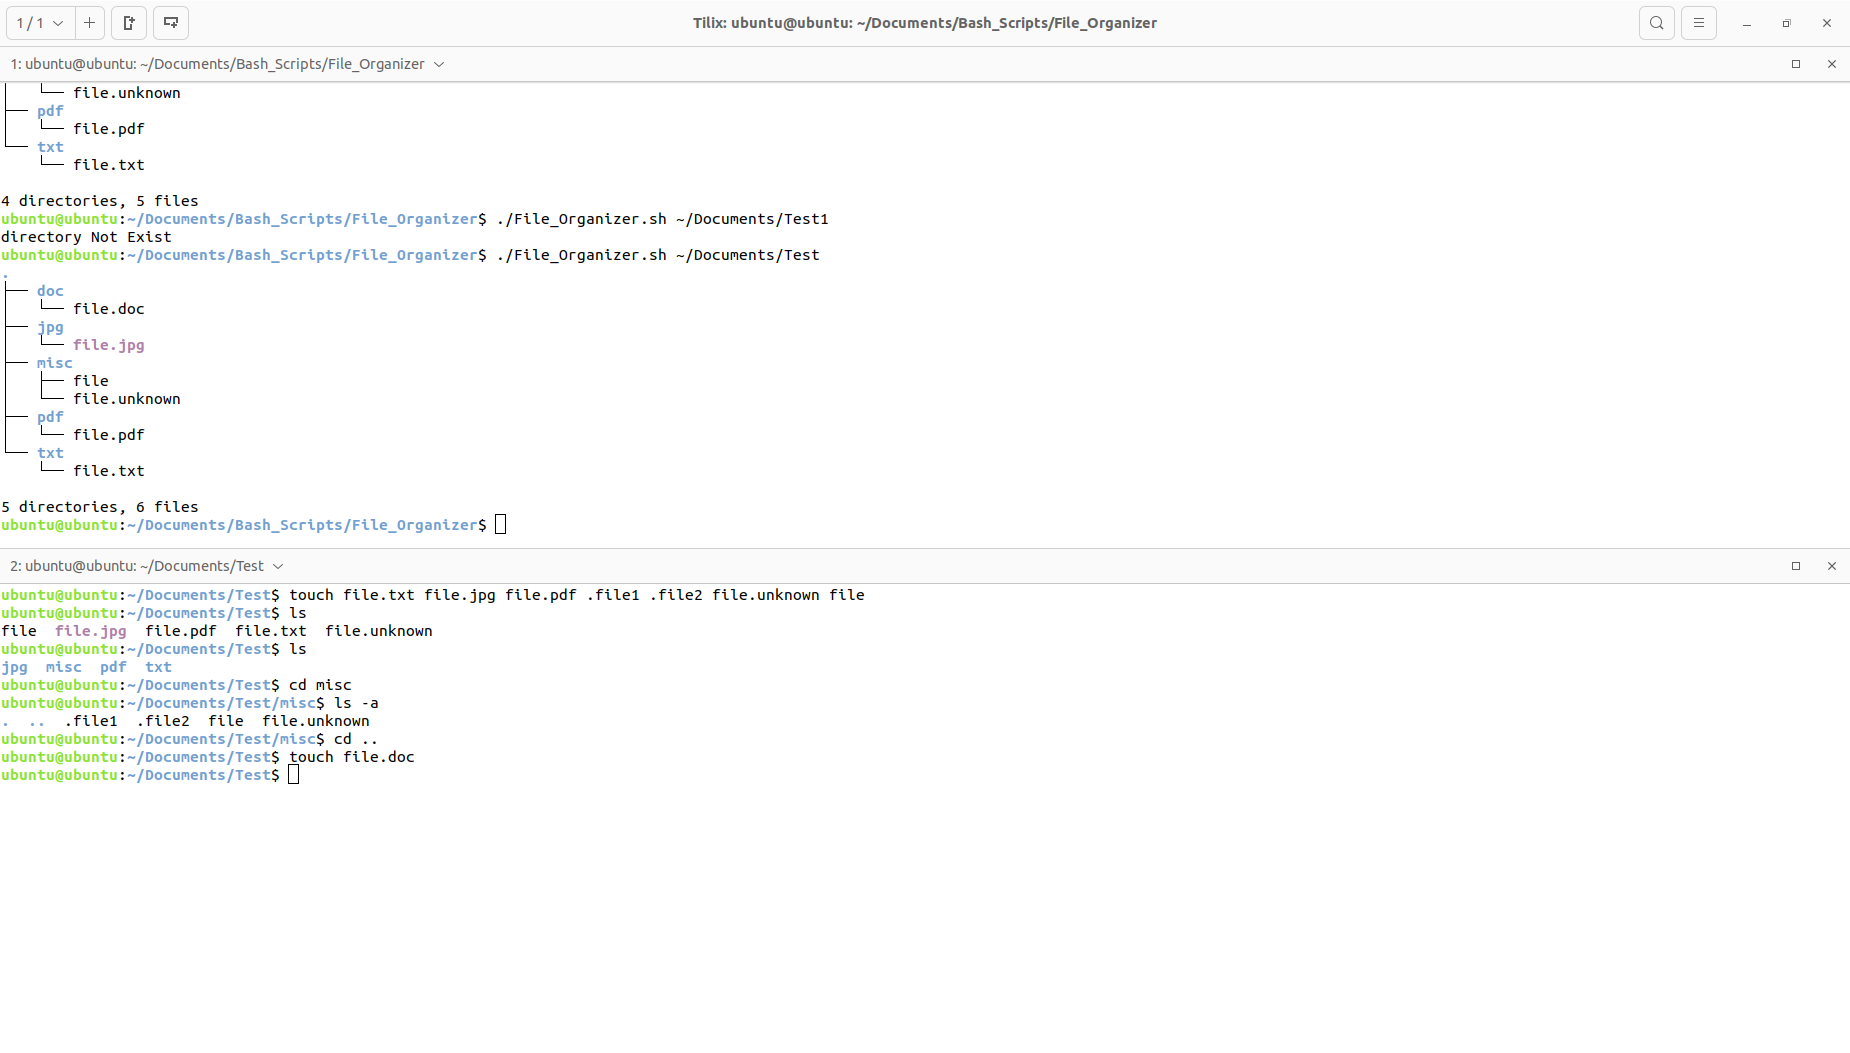 1 / 1
Tilix: ubuntu@ubuntu: ~/Documents/Bash_Scripts/File_Organizer
1: ubuntu@ubuntu: ~/Documents/Bash_Scripts/File_Organizer
└── file.unknown
├── pdf
│   └── file.pdf
└── txt
    └── file.txt

4 directories, 5 files
ubuntu@ubuntu:~/Documents/Bash_Scripts/File_Organizer$ ./File_Organizer.sh ~/Documents/Test1
directory Not Exist
ubuntu@ubuntu:~/Documents/Bash_Scripts/File_Organizer$ ./File_Organizer.sh ~/Documents/Test
.
├── doc
│   └── file.doc
├── jpg
│   └── file.jpg
├── misc
│   ├── file
│   └── file.unknown
├── pdf
│   └── file.pdf
└── txt
    └── file.txt

5 directories, 6 files
ubuntu@ubuntu:~/Documents/Bash_Scripts/File_Organizer$
2: ubuntu@ubuntu: ~/Documents/Test
ubuntu@ubuntu:~/Documents/Test$ touch file.txt file.jpg file.pdf .file1 .file2 file.unknown file
ubuntu@ubuntu:~/Documents/Test$ ls
file  file.jpg  file.pdf  file.txt  file.unknown
ubuntu@ubuntu:~/Documents/Test$ ls
jpg  misc  pdf  txt
ubuntu@ubuntu:~/Documents/Test$ cd misc
ubuntu@ubuntu:~/Documents/Test/misc$ ls -a
.  ..  .file1  .file2  file  file.unknown
ubuntu@ubuntu:~/Documents/Test/misc$ cd ..
ubuntu@ubuntu:~/Documents/Test$ touch file.doc
ubuntu@ubuntu:~/Documents/Test$